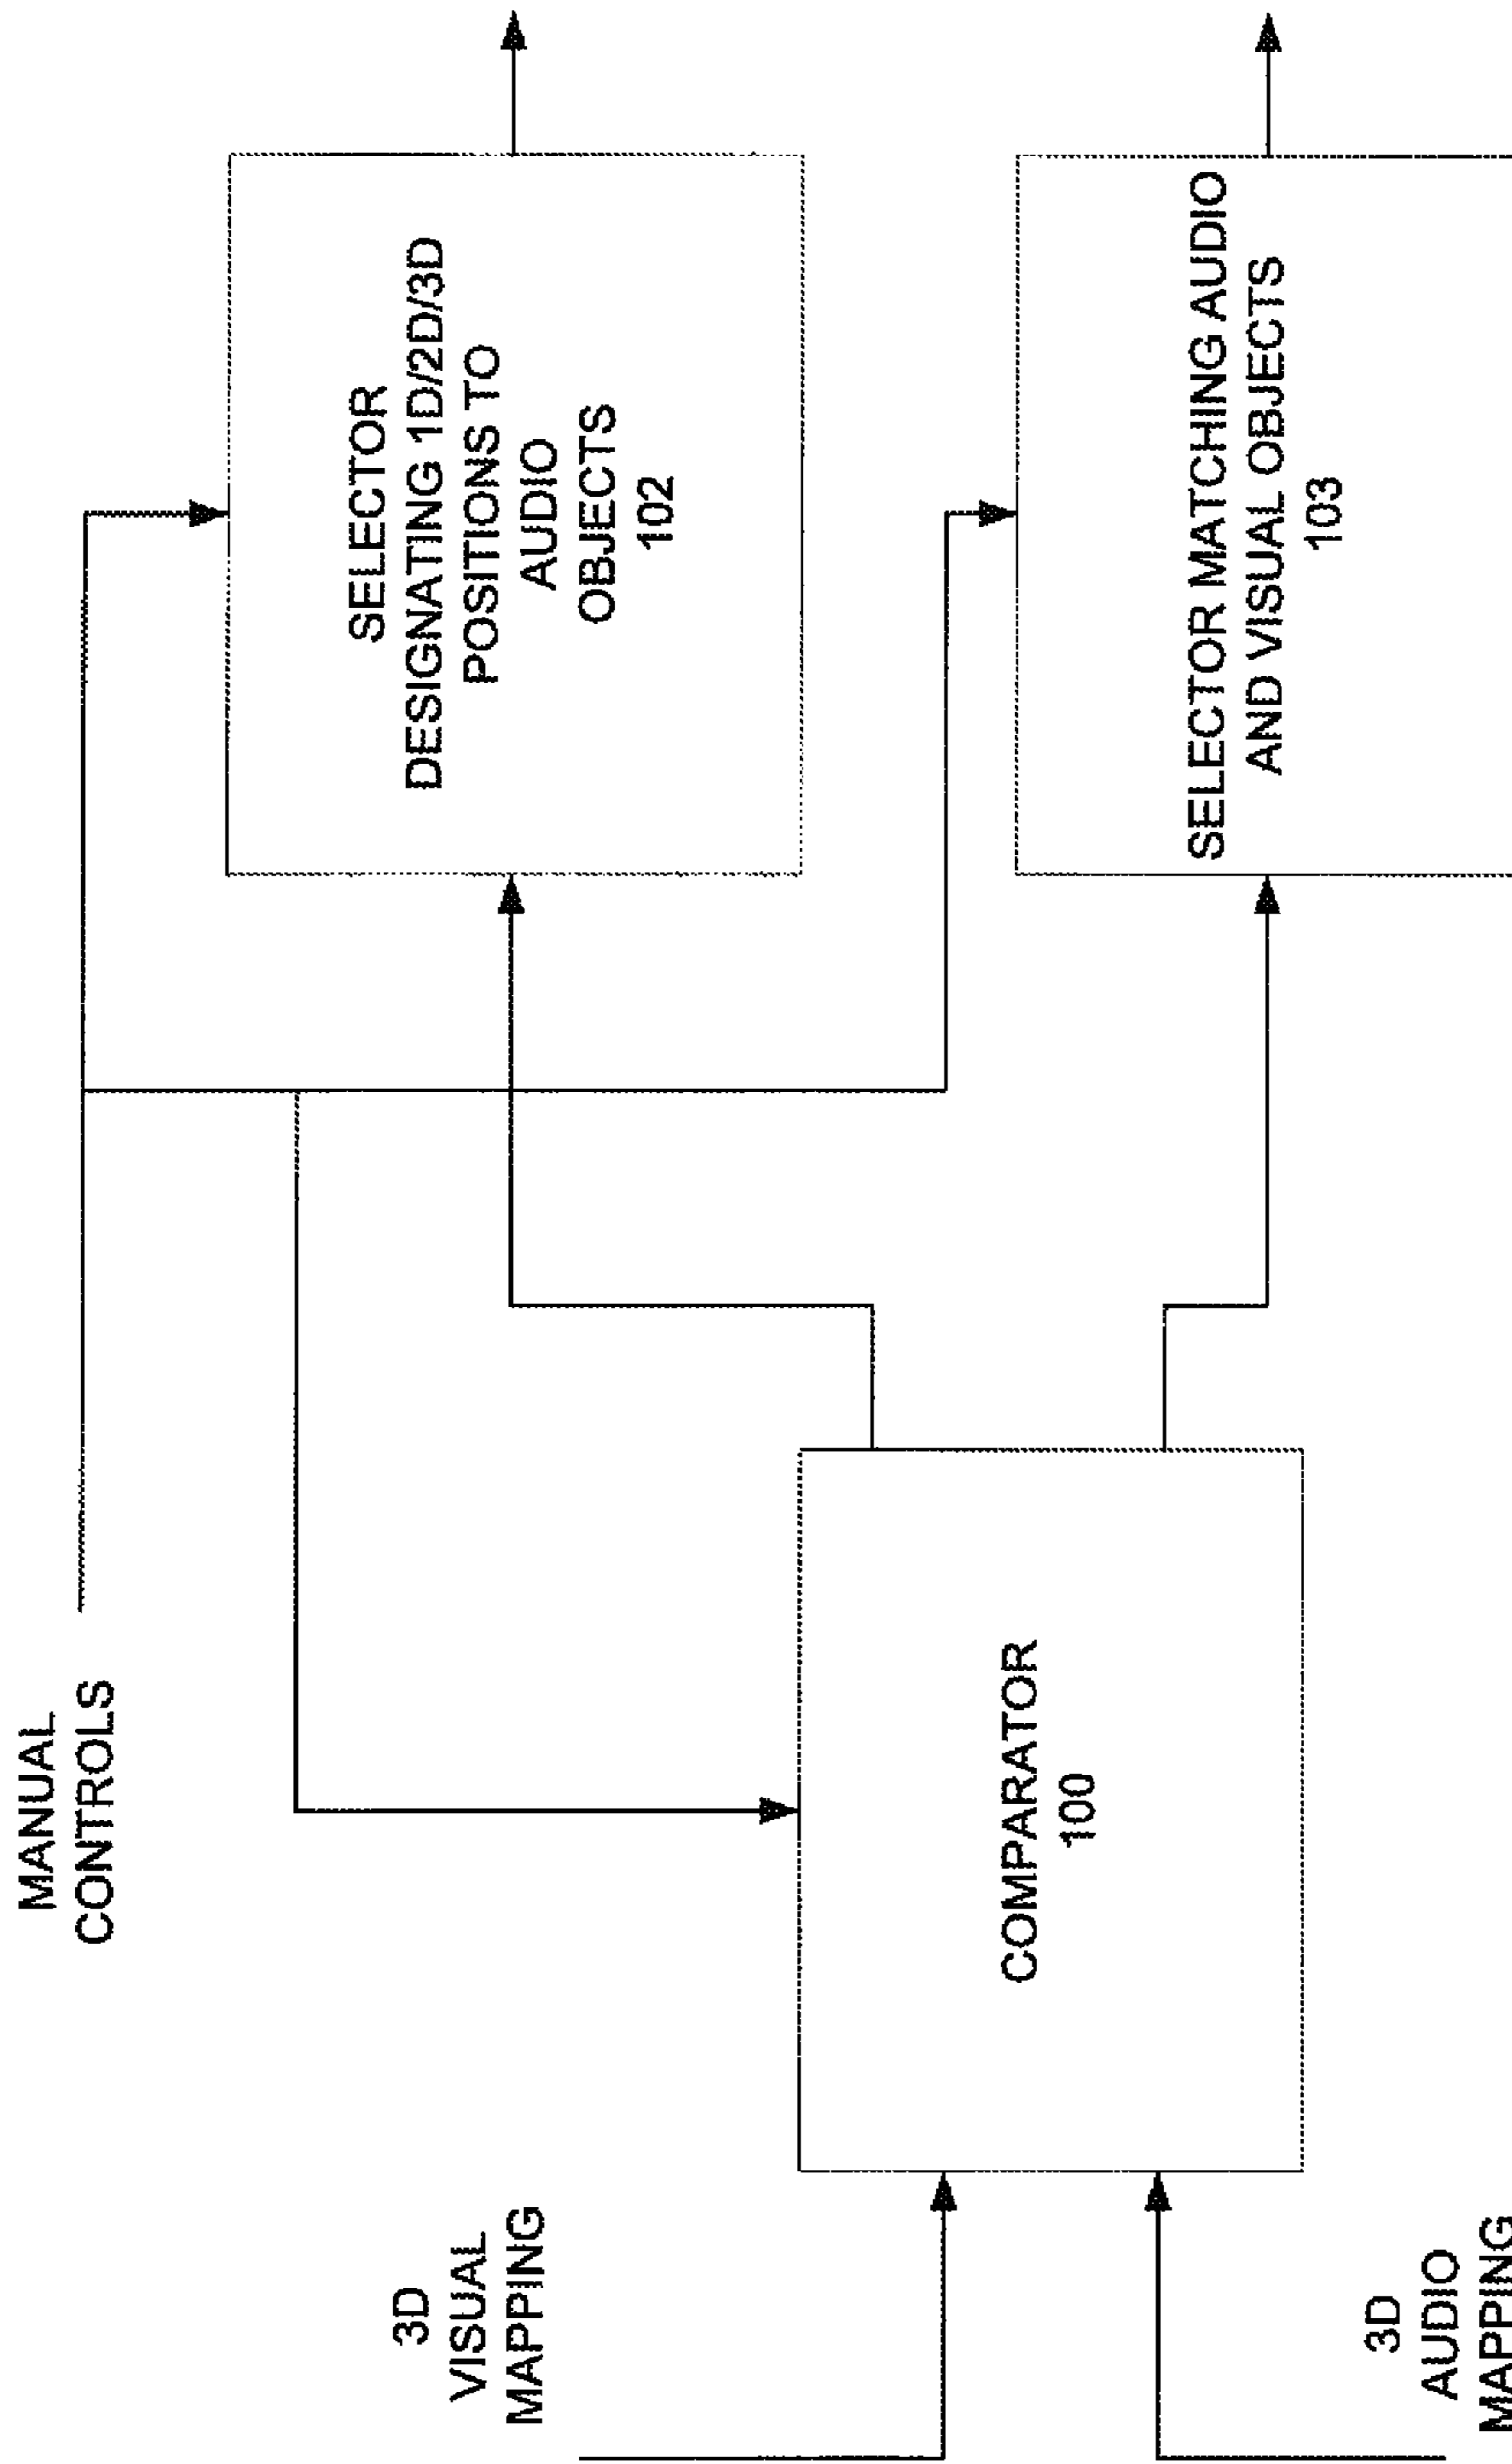 MANUAL
CONTROLS
3D
VISUAL
MAPPING
3D
AUDIO
MAPPING
COMPARATOR
100
SELECTOR
DESIGNATING 1D/2D/3D
POSITIONS TO
AUDIO
OBJECTS
102
SELECTOR MATCHING AUDIO
AND VISUAL OBJECTS
103